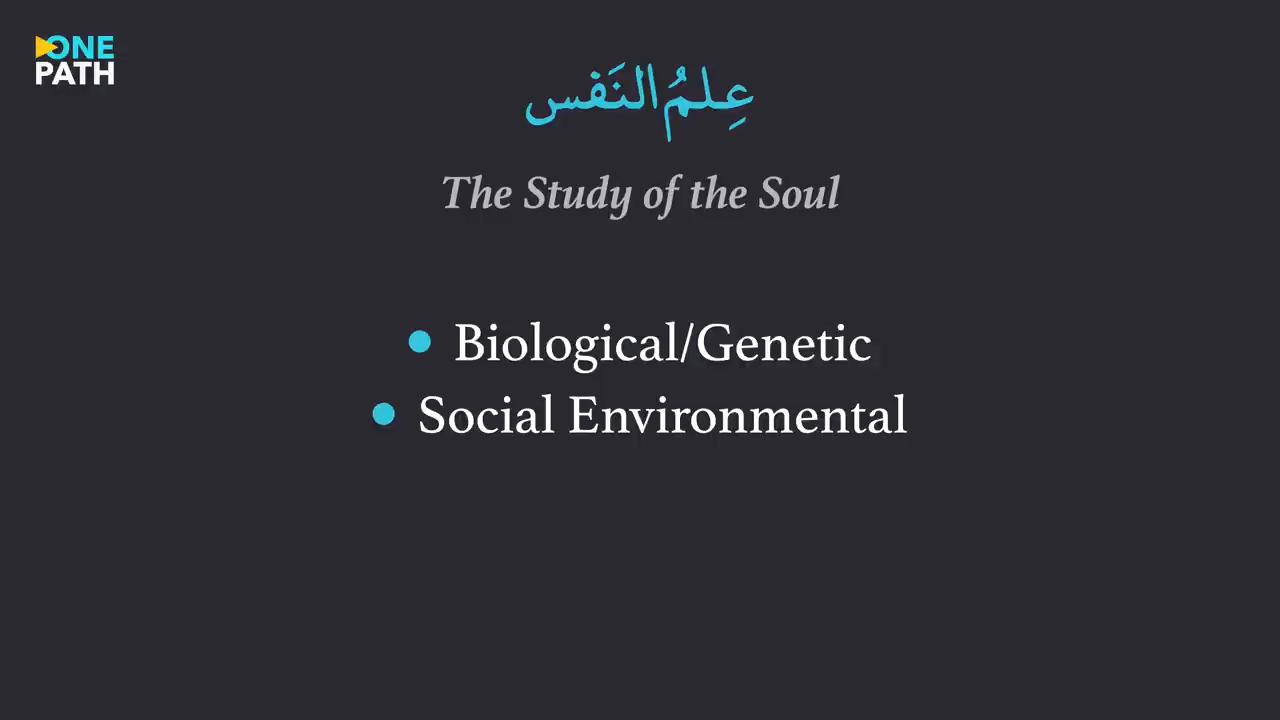 ONE
PATH
عِلمُ النَفس
The Study of the Soul
• Biological/Genetic
• Social Environmental